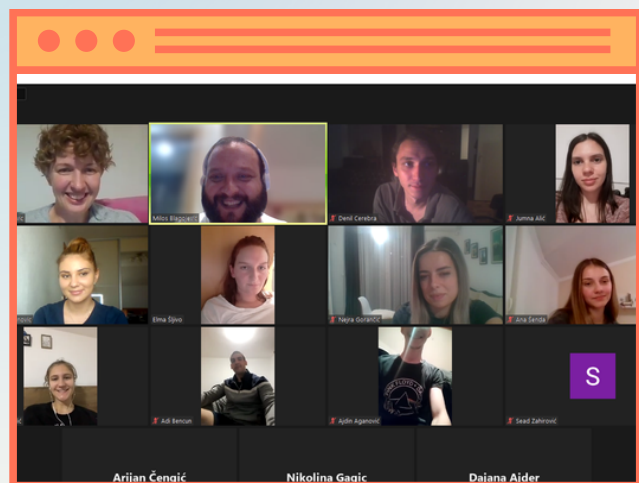 Milos Blagojević
Denil Cerebra
Jumna Alić
Elma Šljivo
Nejra Gorantić
Ana Šenda
Adi Bencun
Ajdin Aganović
S
Sead Zahirović
Arijan Čengić
Nikolina Gagic
Dajana Ajder